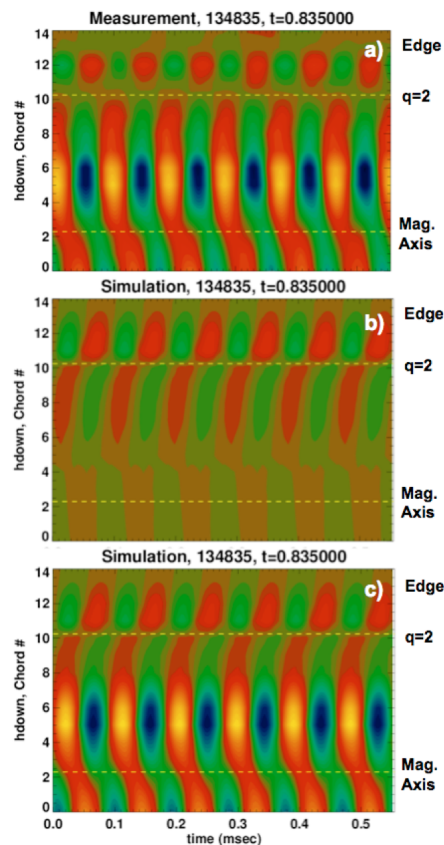 Measurement, 134835, t=0.835000
14
12
10
8
6
4
2
0
hdown, Chord #
a)
Edge
q=2
Mag.
Axis
Simulation, 134835, t=0.835000
14
12
10
8
6
4
2
0
hdown, Chord #
b)
Edge
q=2
Mag.
Axis
Simulation, 134835, t=0.835000
14
12
10
8
6
4
2
0
hdown, Chord #
c)
Edge
q=2
Mag.
Axis
0.0 0.1 0.2 0.3 0.4 0.5
time (msec)